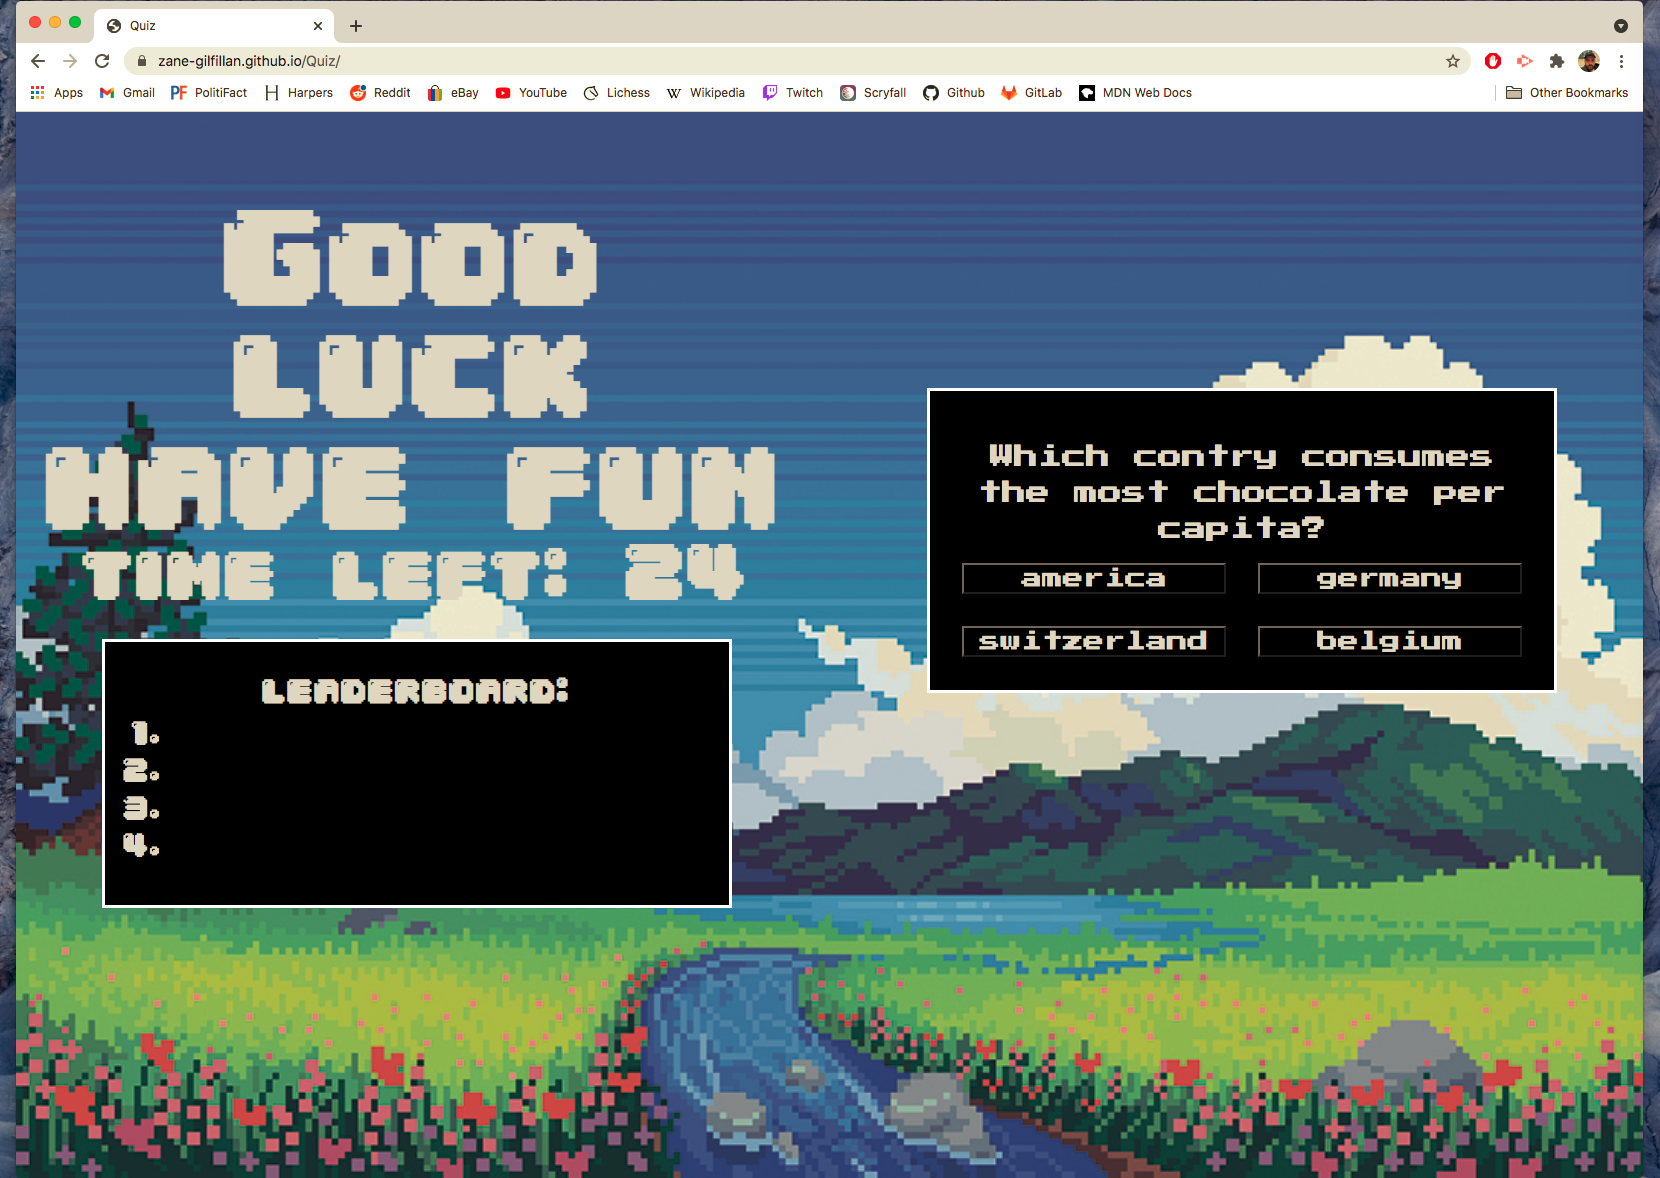 Quiz
zane-gilfillan.github.io/Quiz/
Apps Gmail PolitiFact Harpers Reddit eBay YouTube Lichess Wikipedia Twitch Scryfall Github GitLab MDN Web Docs Other Bookmarks
Good
luck
have fun
time left: 24
leaderboard:
1.
2.
3.
4.
Which contry consumes
the most chocolate per
capita?
america germany
switzerland belgium